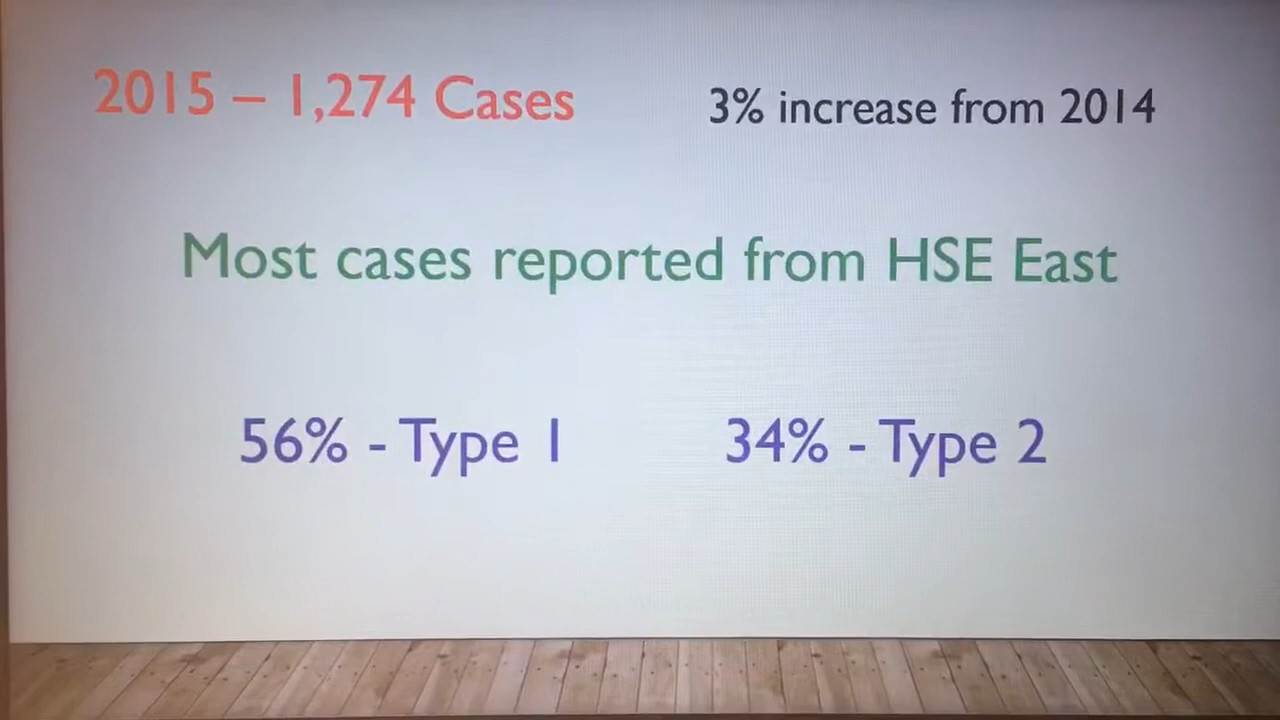 2015 – 1,274 Cases
3% increase from 2014
Most cases reported from HSE East
56% - Type 1
34% - Type 2